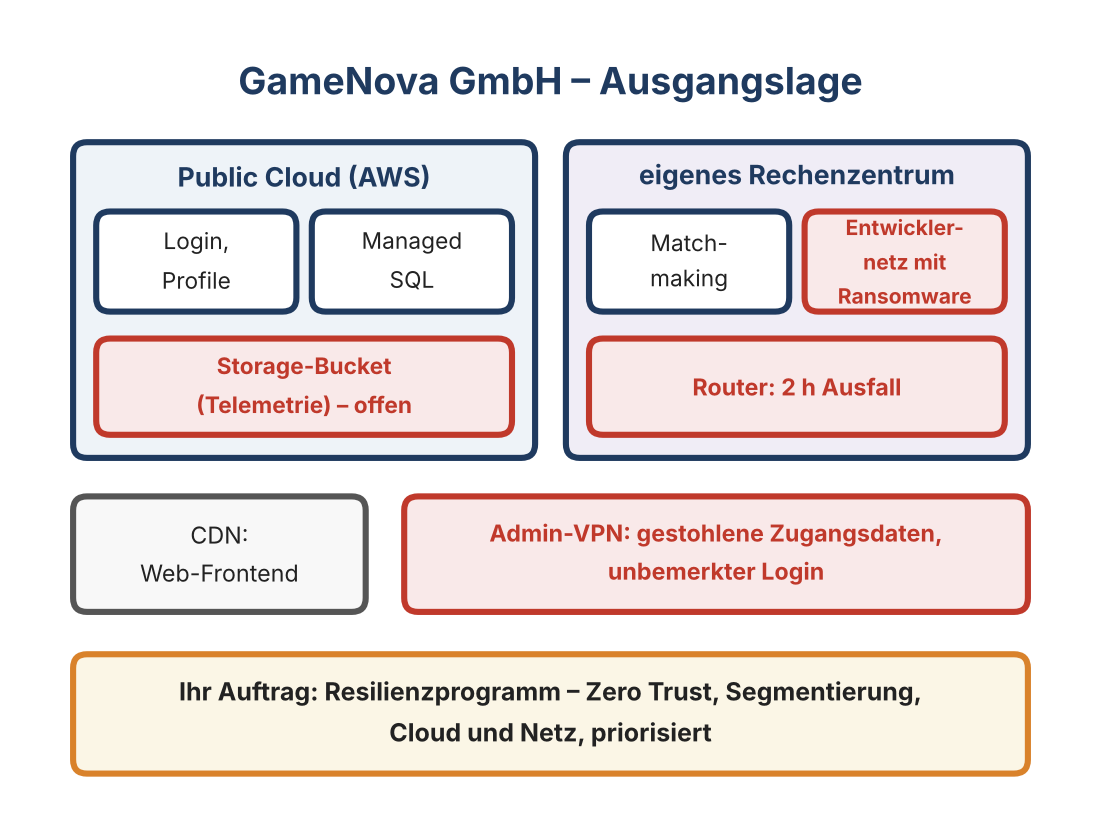 GameNova GmbH – Ausgangslage
Public Cloud (AWS)
Login,
Profile
Managed
SQL
Storage-Bucket
(Telemetrie) – offen
eigenes Rechenzentrum
Match-
making
Entwickler-
netz mit
Ransomware
Router: 2 h Ausfall
CDN:
Web-Frontend
Admin-VPN: gestohlene Zugangsdaten,
unbemerkter Login
Ihr Auftrag: Resilienzprogramm – Zero Trust, Segmentierung,
Cloud und Netz, priorisiert